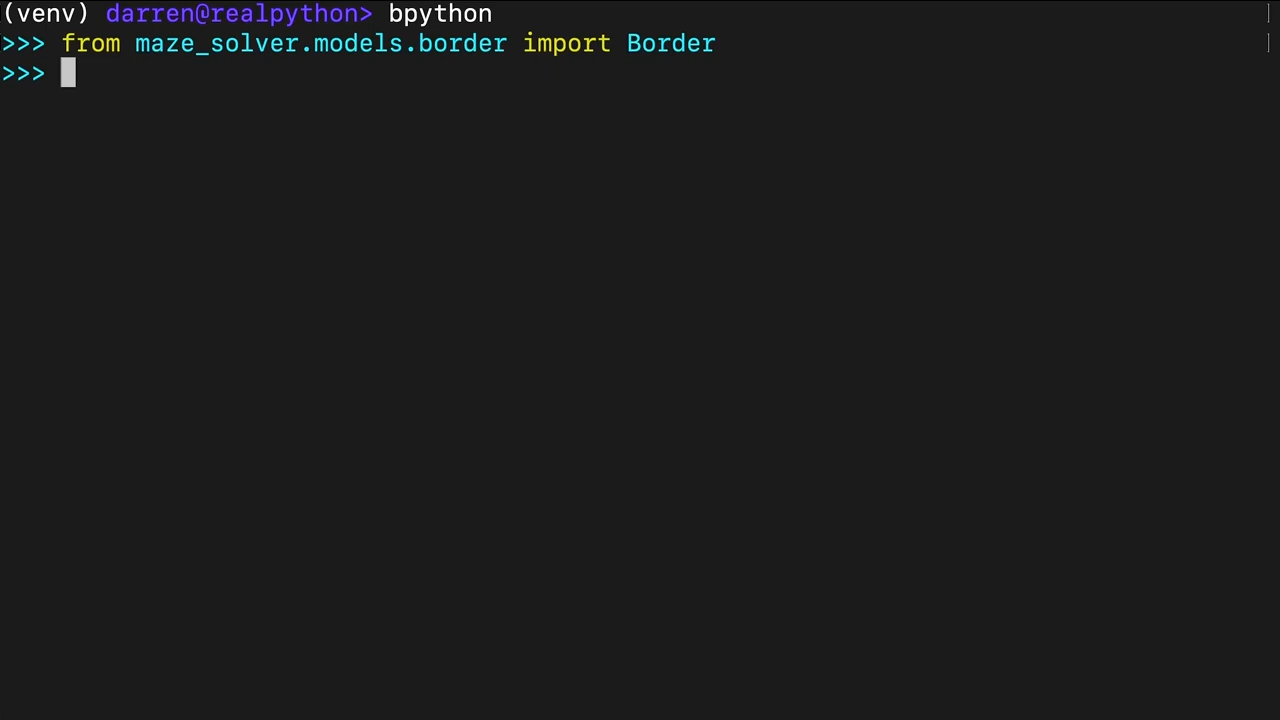 (venv) darren@realpython> bpython
>>> from maze_solver.models.border import Border
>>>